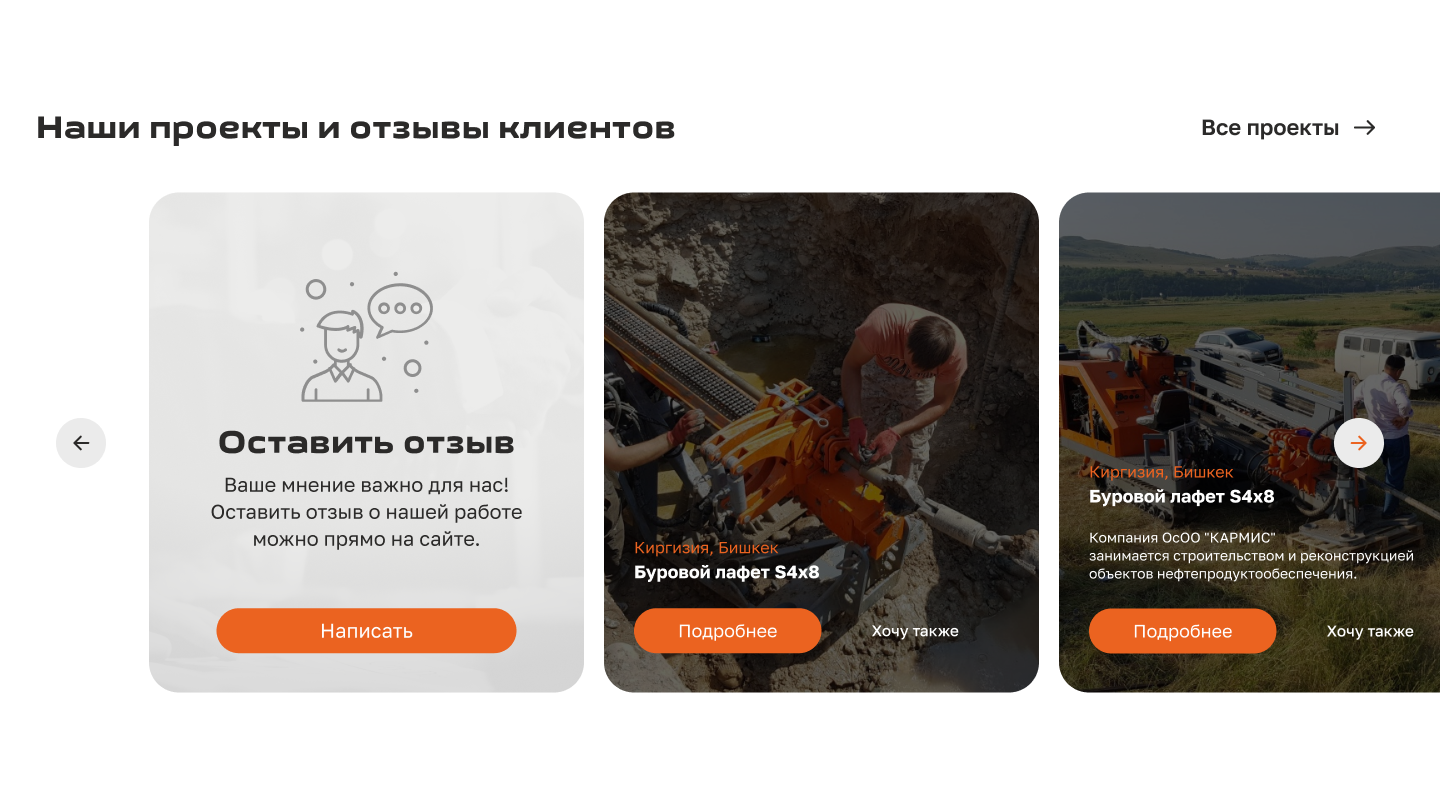 Наши проекты и отзывы клиентов
Все проекты
Оставить отзыв
Ваше мнение важно для нас!
Оставить отзыв о нашей работе
можно прямо на сайте.
Написать
Киргизия, Бишкек
Буровой лафет S4x8
Подробнее
Хочу также
Киргизия, Бишкек
Буровой лафет S4x8
Компания ОсОО "КАРМИС"
занимается строительством и реконструкцией
объектов нефтепродуктообеспечения.
Подробнее
Хочу также